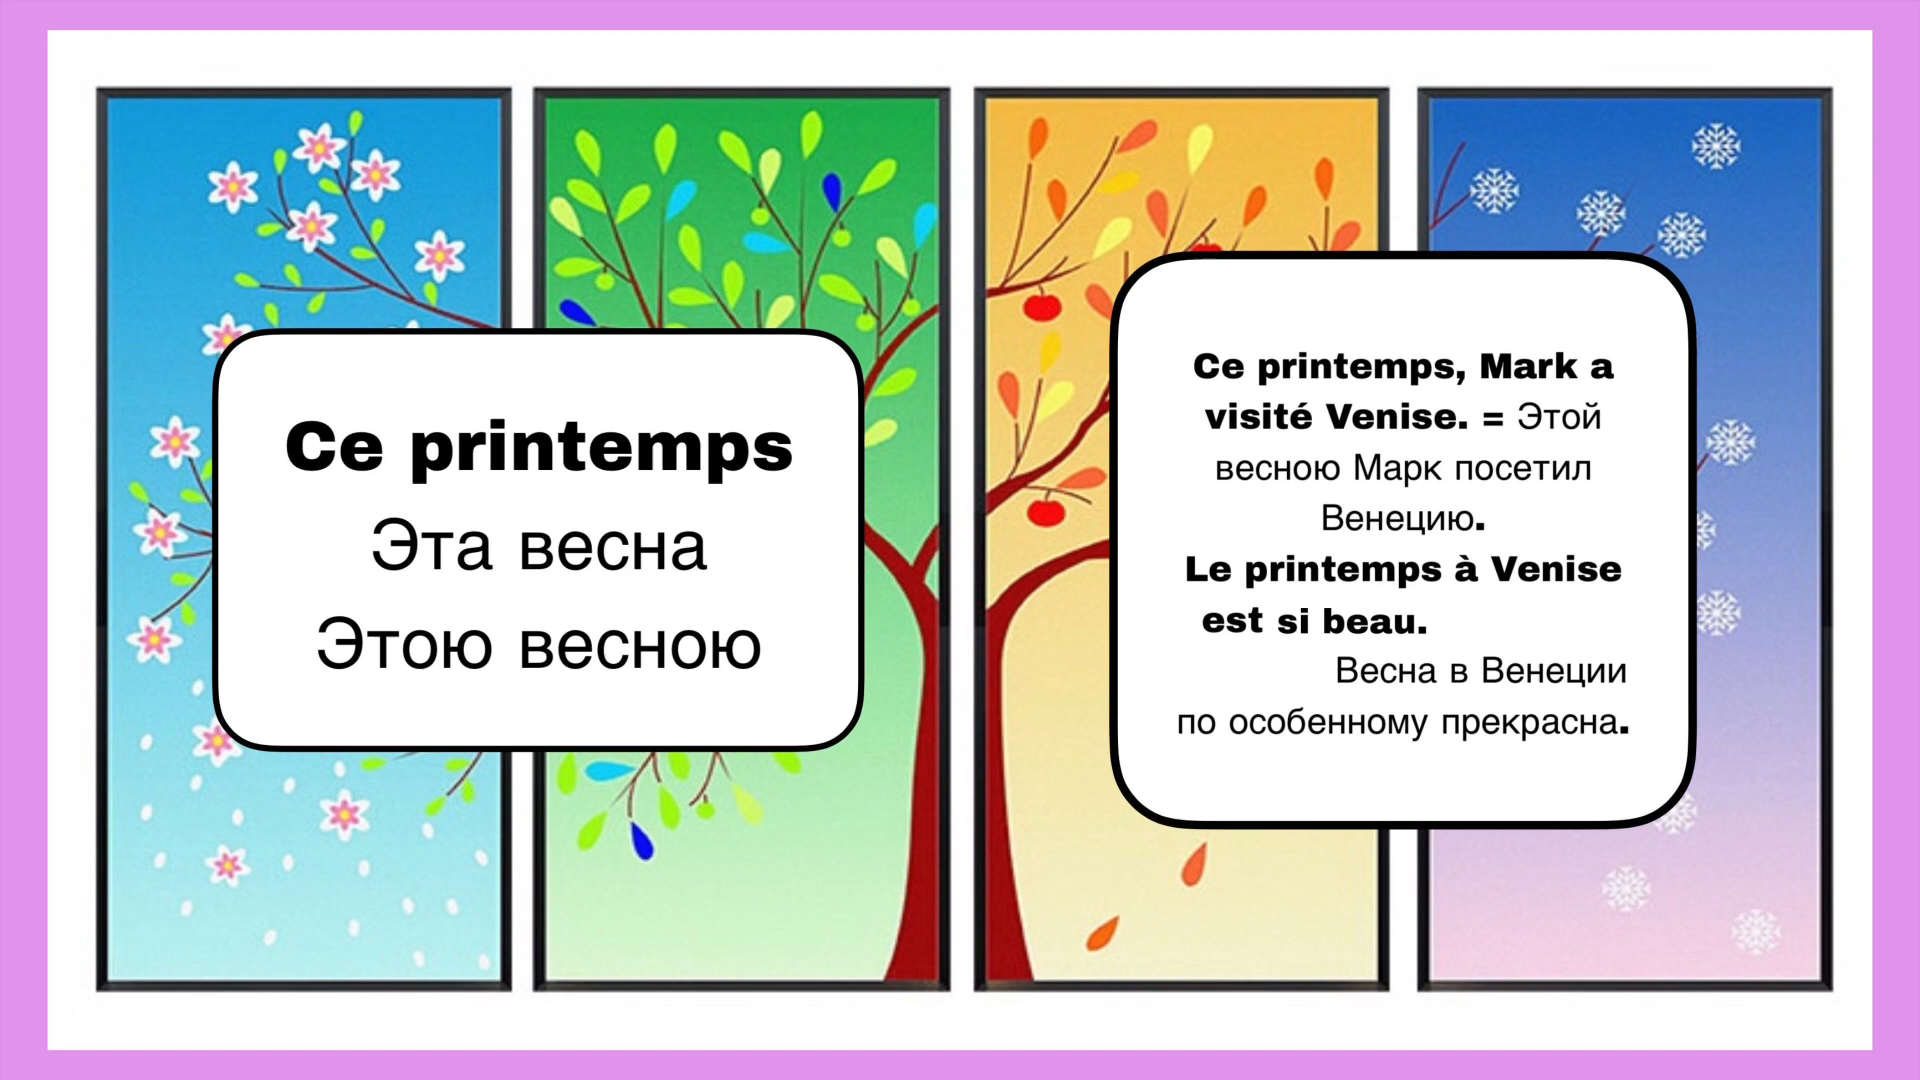 Ce printemps
Эта весна
Этою весною
Ce printemps, Mark a
visité Venise. = Этой
весною Марк посетил
Венецию.
Le printemps à Venise
est si beau.
Весна в Венеции
по особенному прекрасна.